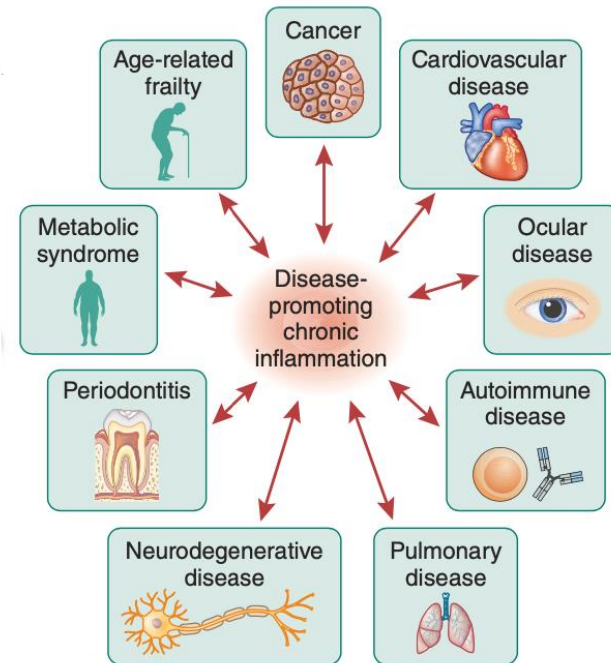 Cancer
Age-related
frailty
Cardiovascular
disease
Metabolic
syndrome
Ocular
disease
Disease-
promoting
chronic
inflammation
Periodontitis
Autoimmune
disease
Neurodegenerative
disease
Pulmonary
disease